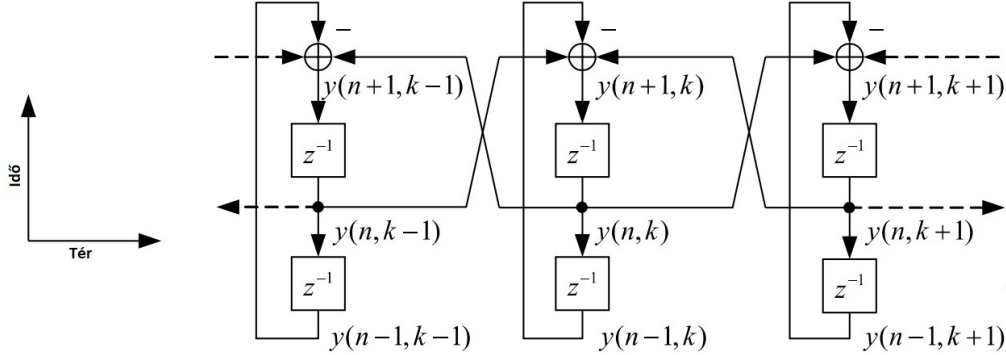 − − −
y(n+1,k−1) y(n+1,k) y(n+1,k+1)
z⁻¹ z⁻¹ z⁻¹
Idő
Tér
y(n,k−1) y(n,k) y(n,k+1)
z⁻¹ z⁻¹ z⁻¹
y(n−1,k−1) y(n−1,k) y(n−1,k+1)